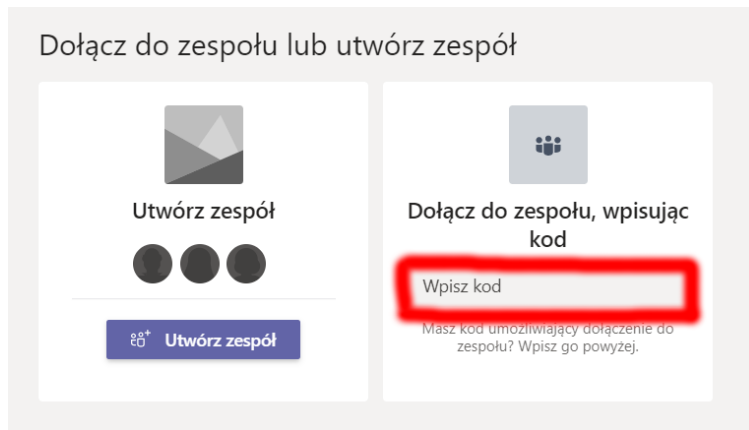 Dołącz do zespołu lub utwórz zespół
Utwórz zespół
Utwórz zespół
Dołącz do zespołu, wpisując
kod
Wpisz kod
Masz kod umożliwiający dołączenie do
zespołu? Wpisz go powyżej.